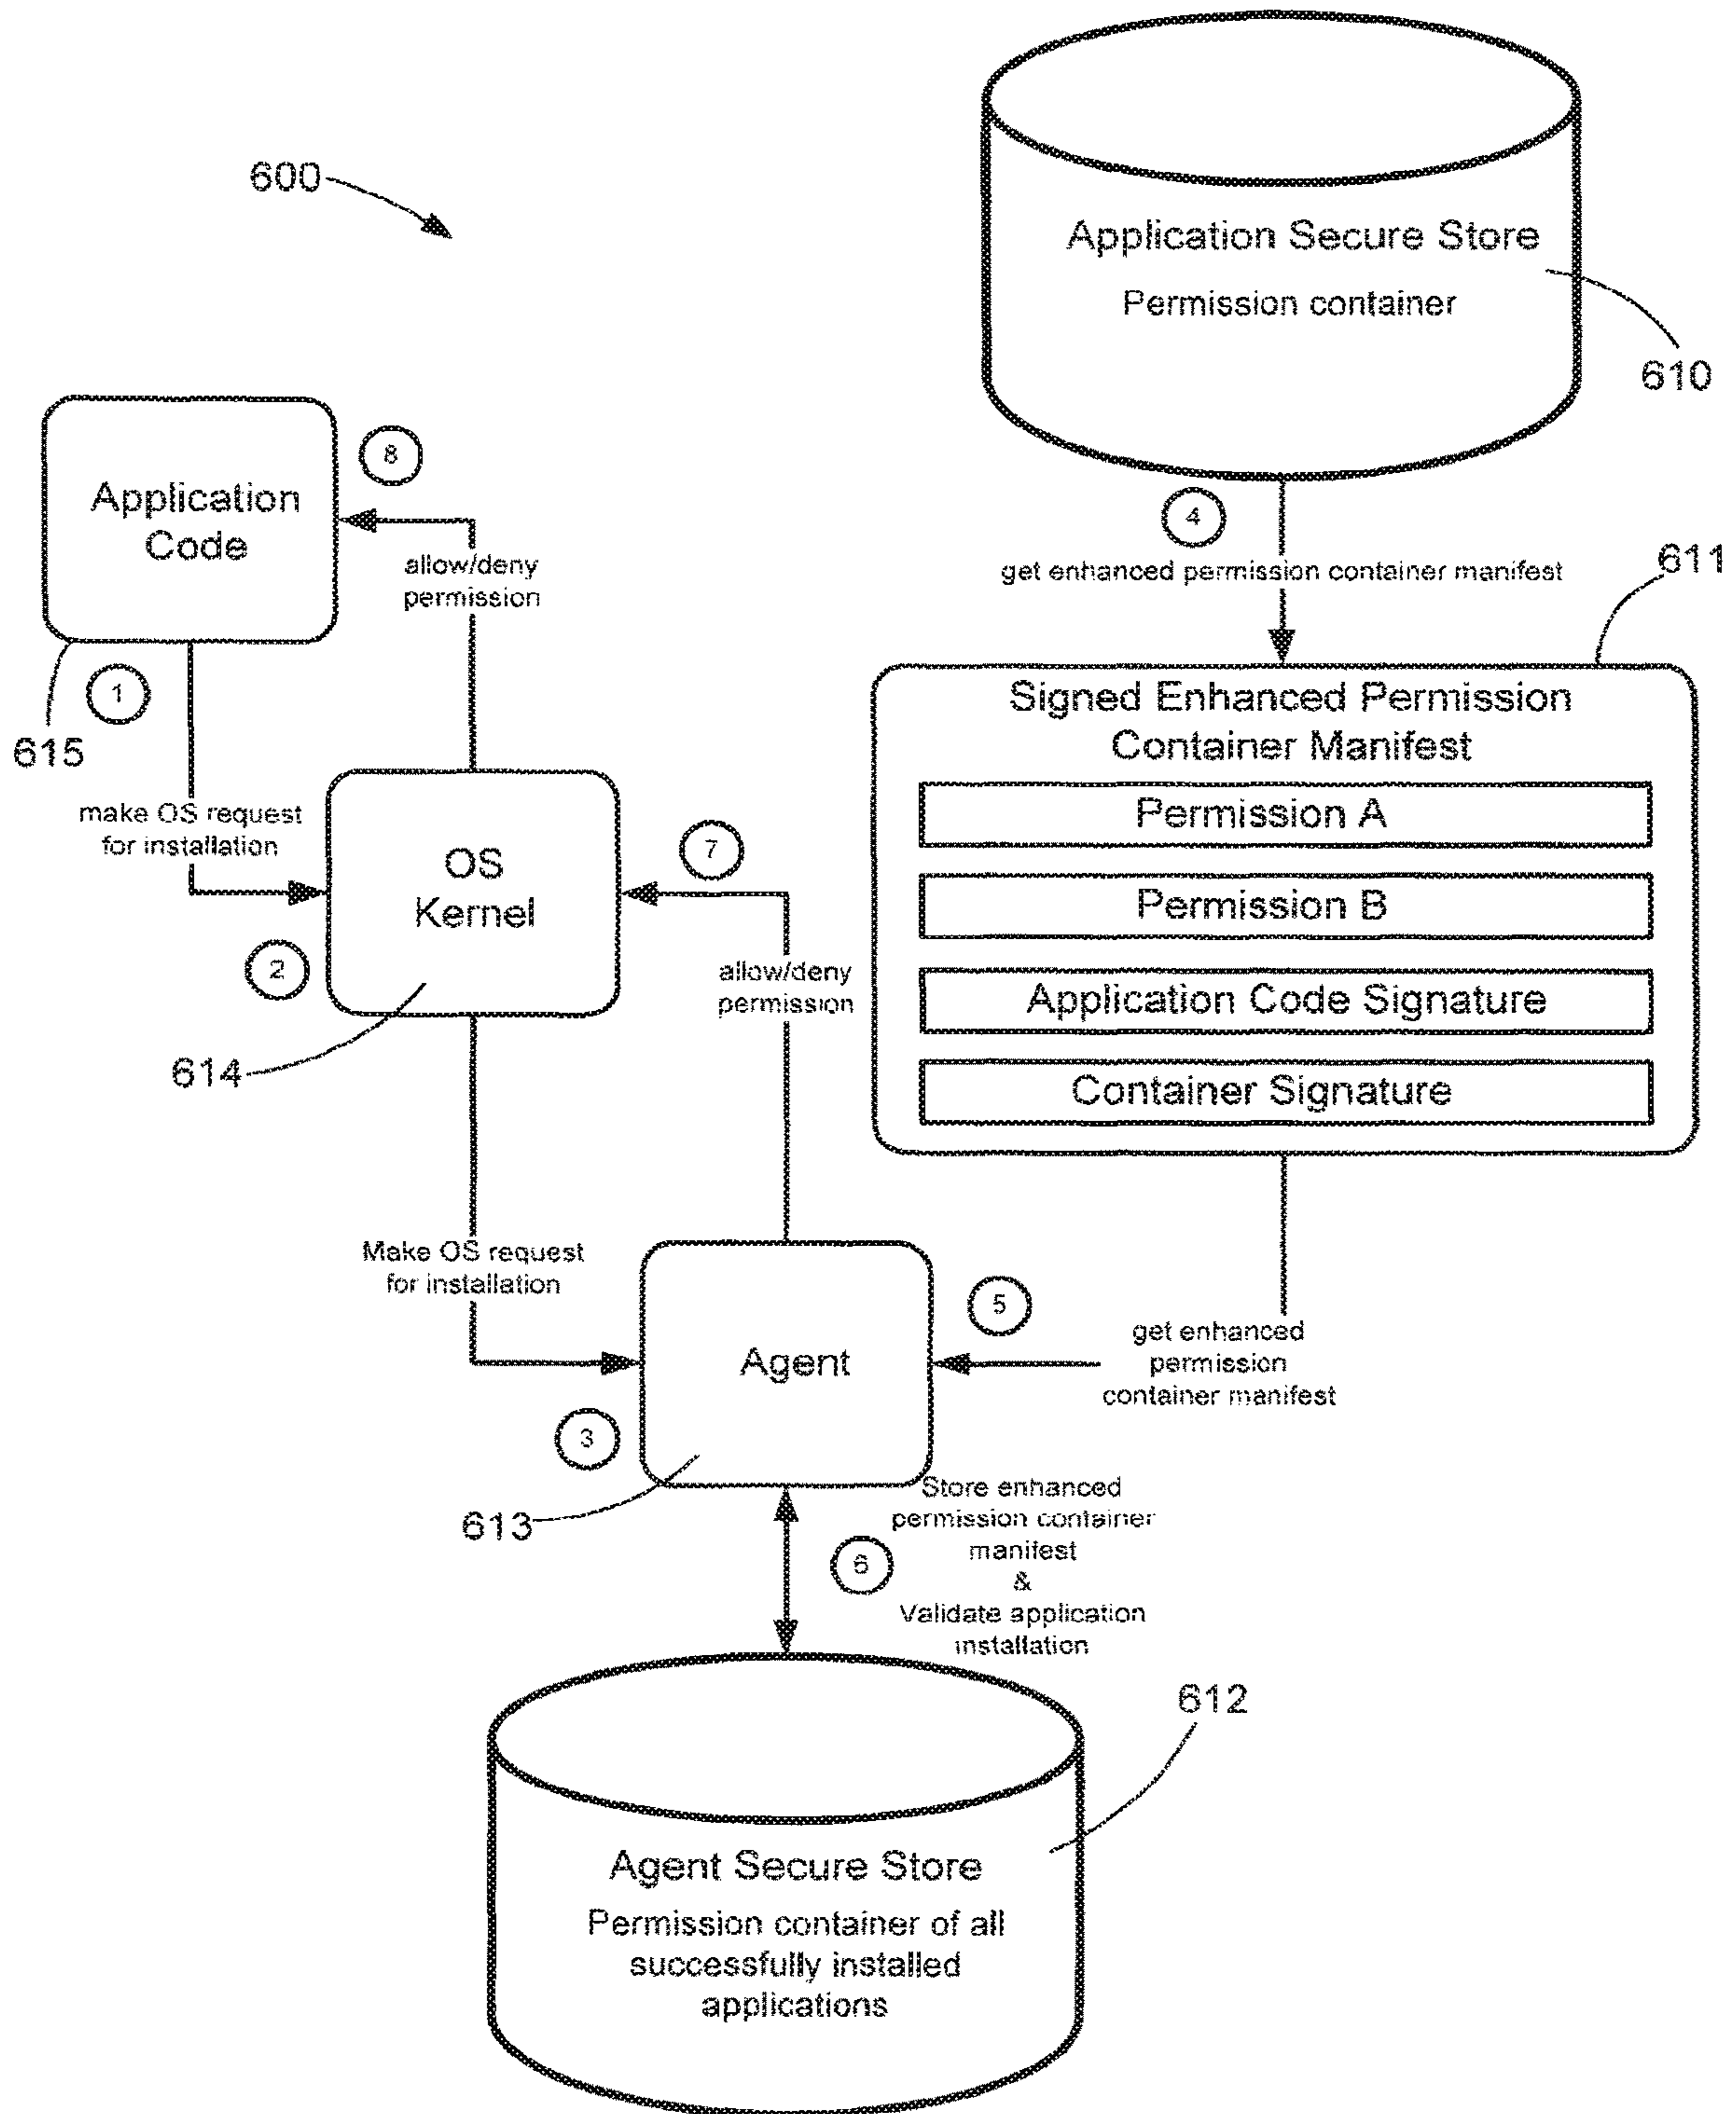 600
Application Secure Store
Permission container
610
Application
Code
8
allow/deny
permission
4
get enhanced permission container manifest
611
1
615
make OS request
for installation
Signed Enhanced Permission
Container Manifest
Permission A
Permission B
Application Code Signature
Container Signature
OS
Kernel
7
2
allow/deny
permission
614
Make OS request
for installation
Agent
5
get enhanced
permission
container manifest
3
613
Store enhanced
permission container
manifest
&
Validate application
installation
6
612
Agent Secure Store
Permission container of all
successfully installed
applications